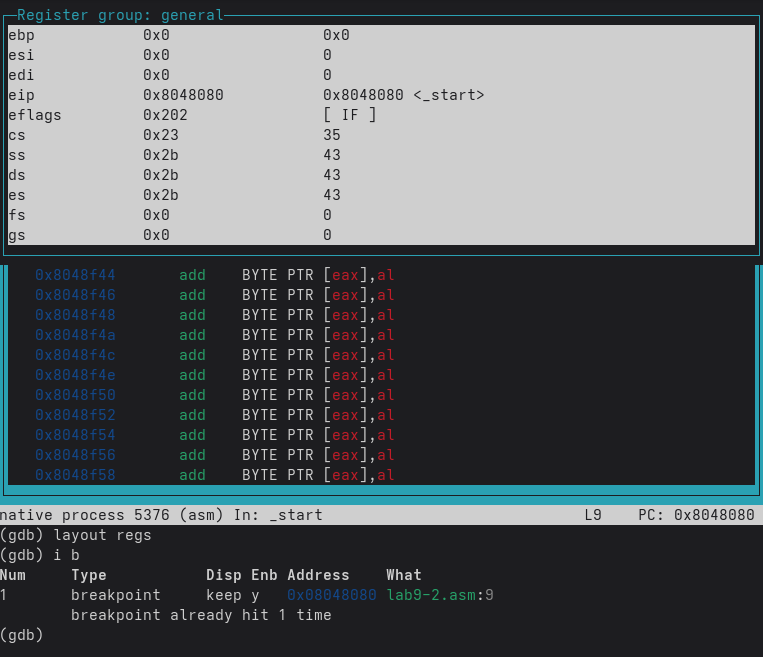 Register group: general
ebp 0x0 0x0
esi 0x0 0
edi 0x0 0
eip 0x8048080 0x8048080 <_start>
eflags 0x202 [ IF ]
cs 0x23 35
ss 0x2b 43
ds 0x2b 43
es 0x2b 43
fs 0x0 0
gs 0x0 0
0x8048f44 add BYTE PTR [eax],al
0x8048f46 add BYTE PTR [eax],al
0x8048f48 add BYTE PTR [eax],al
0x8048f4a add BYTE PTR [eax],al
0x8048f4c add BYTE PTR [eax],al
0x8048f4e add BYTE PTR [eax],al
0x8048f50 add BYTE PTR [eax],al
0x8048f52 add BYTE PTR [eax],al
0x8048f54 add BYTE PTR [eax],al
0x8048f56 add BYTE PTR [eax],al
0x8048f58 add BYTE PTR [eax],al
native process 5376 (asm) In: _start L9 PC: 0x8048080
(gdb) layout regs
(gdb) i b
Num Type Disp Enb Address What
1 breakpoint keep y 0x08048080 lab9-2.asm:9
breakpoint already hit 1 time
(gdb)